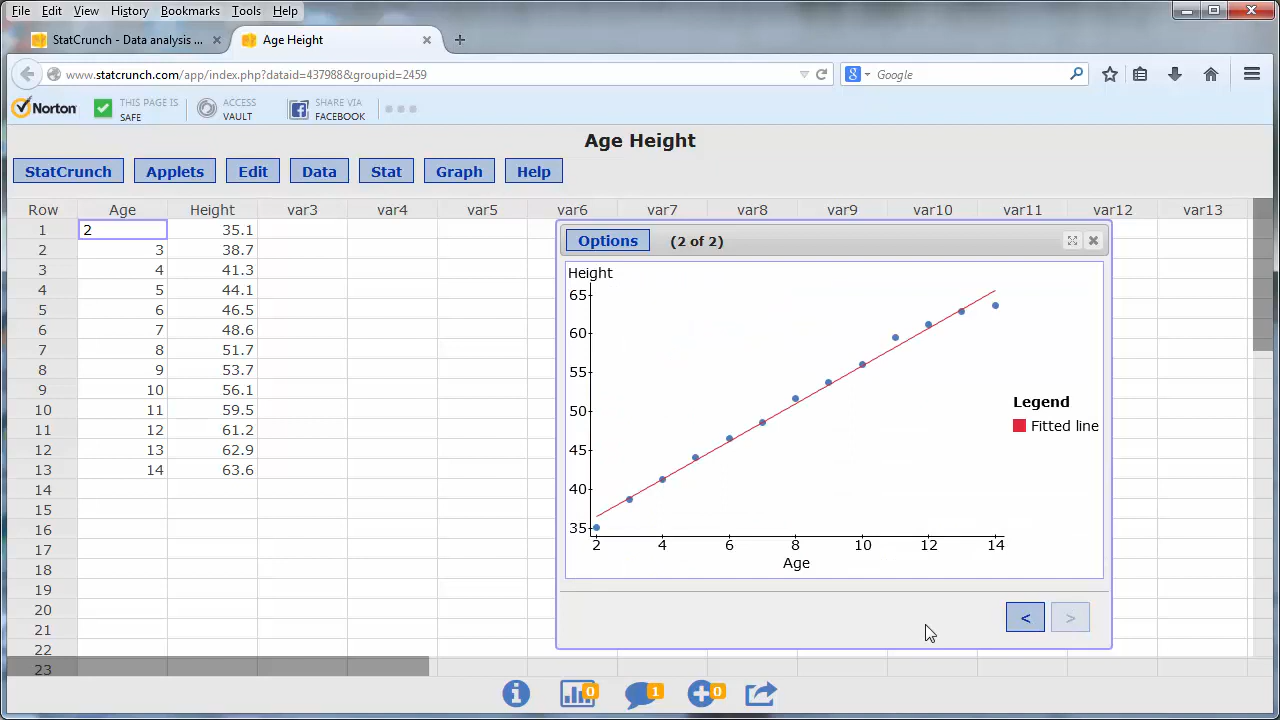 File Edit View History Bookmarks Tools Help
StatCrunch - Data analysis ... × Age Height × +
www.statcrunch.com/app/index.php?dataid=437988&groupid=2459 Google
Norton THIS PAGE IS SAFE ACCESS VAULT SHARE VIA FACEBOOK
Age Height
StatCrunch Applets Edit Data Stat Graph Help
Row Age Height var3 var4 var5 var6 var7 var8 var9 var10 var11 var12 var13
1 2 35.1
2 3 38.7
3 4 41.3
4 5 44.1
5 6 46.5
6 7 48.6
7 8 51.7
8 9 53.7
9 10 56.1
10 11 59.5
11 12 61.2
12 13 62.9
13 14 63.6
14
15
16
17
18
19
20
21
22
23
Options (2 of 2)
Height
65
60
55
50
45
40
35
2 4 6 8 10 12 14
Age
Legend
Fitted line
< >
0 1 0